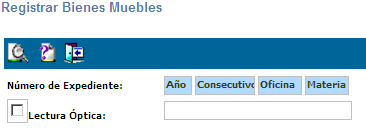 Registrar Bienes Muebles
Número de Expediente: Año Consecutivo Oficina Materia
Lectura Óptica: